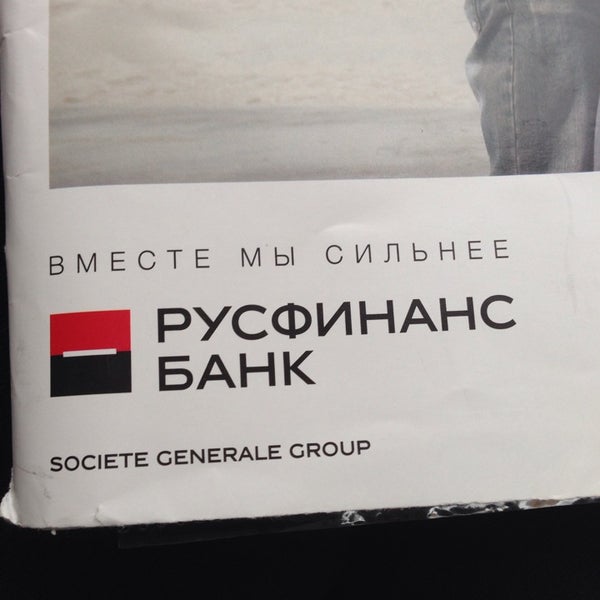 ВМЕСТЕ МЫ СИЛЬНЕЕ
РУСФИНАНС
БАНК
SOCIETE GENERALE GROUP